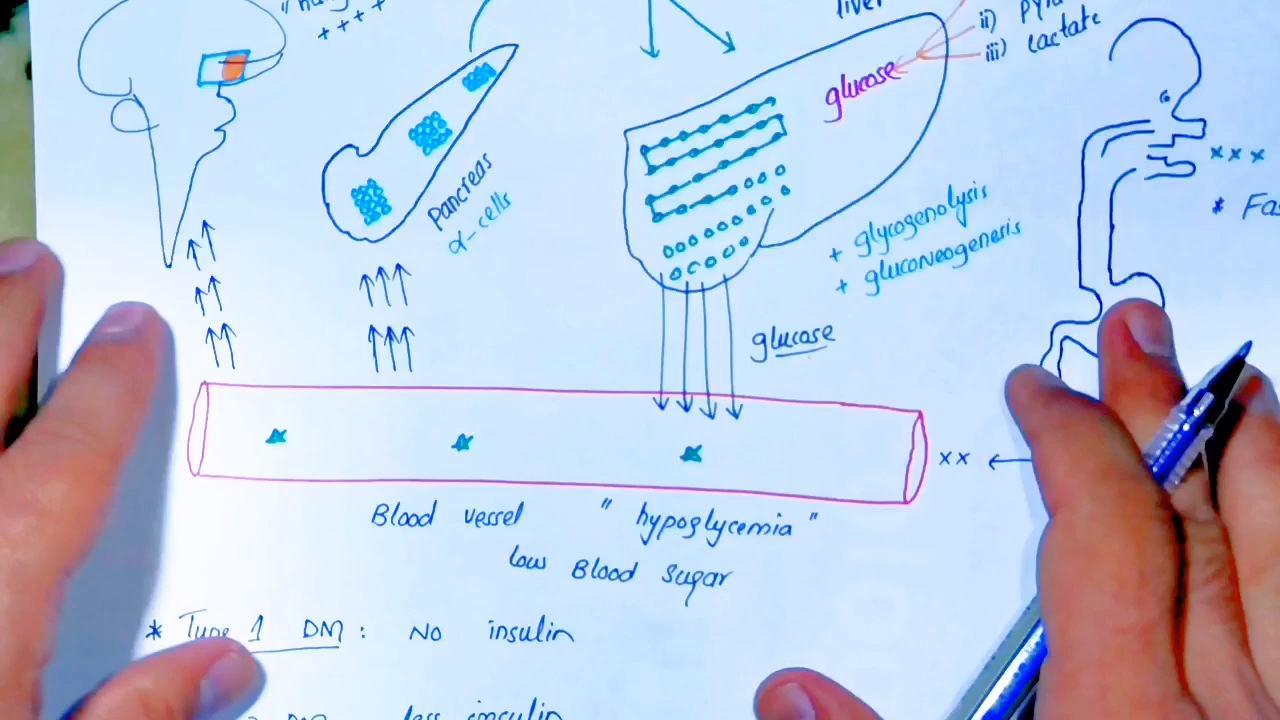 ++++
liver
ii)
iii) lactate
glucose
Pancreas
α-cells
xxx
* Fa
+ glycogenolysis
+ gluconeogenesis
glucose
xx
Blood vessel "hypoglycemia"
low Blood sugar
* Type 1 DM: No insulin
DM less insulin